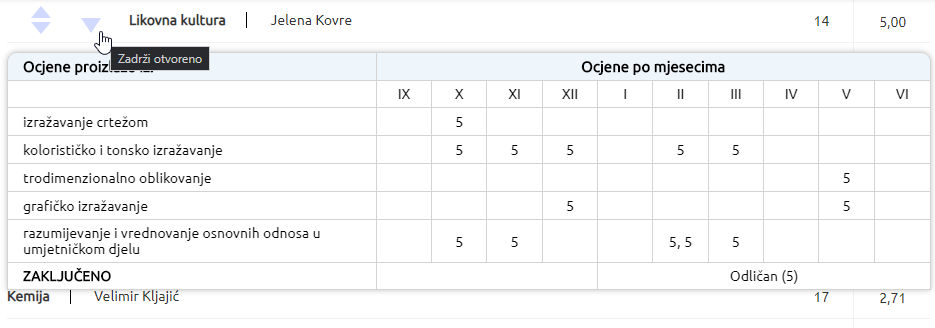 Likovna kultura | Jelena Kovre 14 5,00
Zadrži otvoreno
Ocjene Ocjene po mjesecima
IX X XI XII I II III IV V VI
izražavanje crtežom 5
kolorističko i tonsko izražavanje 5 5 5 5 5
trodimenzionalno oblikovanje 5
grafičko izražavanje 5 5
razumijevanje i vrednovanje osnovnih odnosa u
umjetničkom djelu 5 5 5, 5 5
ZAKLJUČENO Odličan (5)
Kemija | Velimir Kljajić 17 2,71